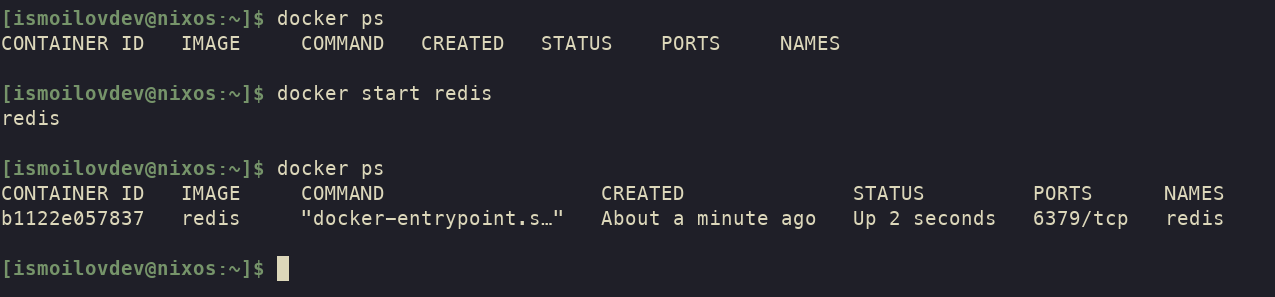 [ismoilovdev@nixos:~]$ docker ps
CONTAINER ID   IMAGE     COMMAND   CREATED   STATUS    PORTS     NAMES
[ismoilovdev@nixos:~]$ docker start redis
redis
[ismoilovdev@nixos:~]$ docker ps
CONTAINER ID   IMAGE     COMMAND                  CREATED              STATUS         PORTS      NAMES
b1122e057837   redis     "docker-entrypoint.s…"   About a minute ago   Up 2 seconds   6379/tcp   redis
[ismoilovdev@nixos:~]$